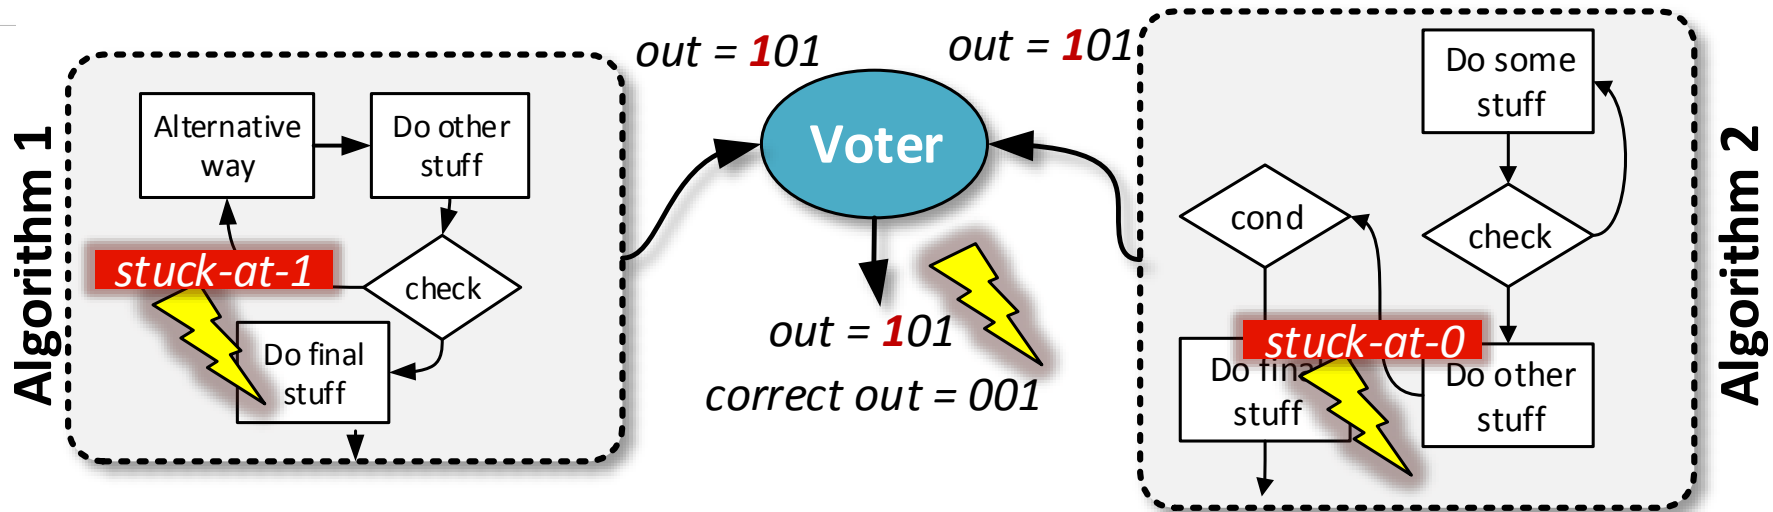 Algorithm 1
Alternative
way
Do other
stuff
stuck-at-1
check
Do final
stuff
out = 101
out = 101
Voter
out = 101
correct out = 001
Do some
stuff
cond
check
stuck-at-0
Do final
stuff
Do other
stuff
Algorithm 2